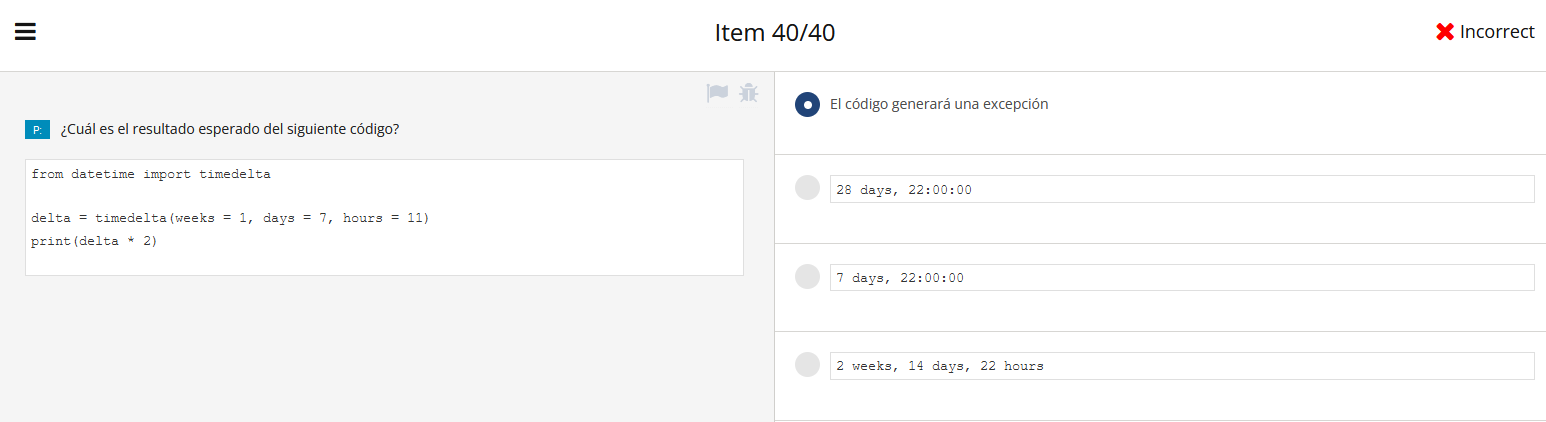 Item 40/40
Incorrect
P: ¿Cuál es el resultado esperado del siguiente código?
from datetime import timedelta
delta = timedelta(weeks = 1, days = 7, hours = 11)
print(delta * 2)
El código generará una excepción
28 days, 22:00:00
7 days, 22:00:00
2 weeks, 14 days, 22 hours